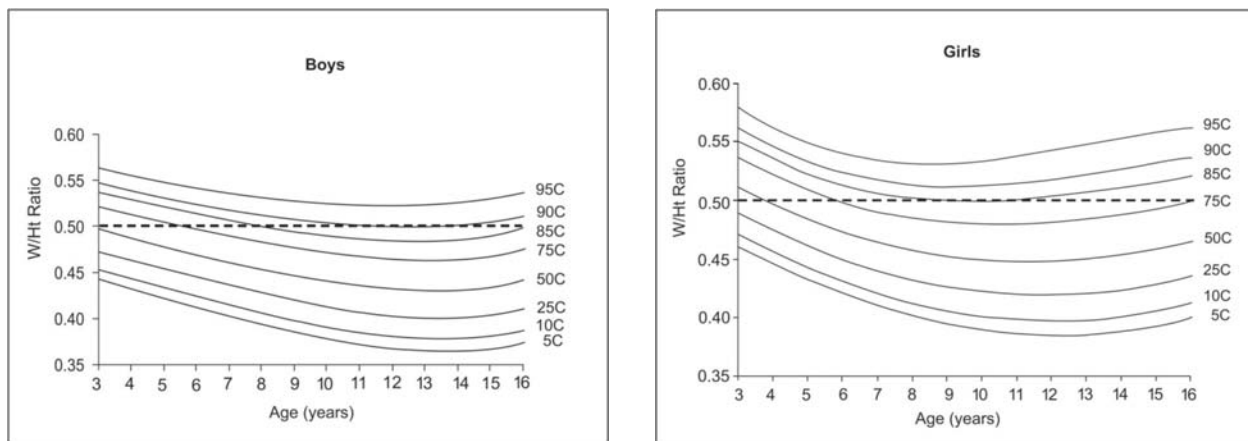 Boys
W/Ht Ratio
0.60
0.55
0.50
0.45
0.40
0.35
95C
90C
85C
75C
50C
25C
10C
5C
3 4 5 6 7 8 9 10 11 12 13 14 15 16
Age (years)
Girls
W/Ht Ratio
0.60
0.55
0.50
0.45
0.40
0.35
95C
90C
85C
75C
50C
25C
10C
5C
3 4 5 6 7 8 9 10 11 12 13 14 15 16
Age (years)